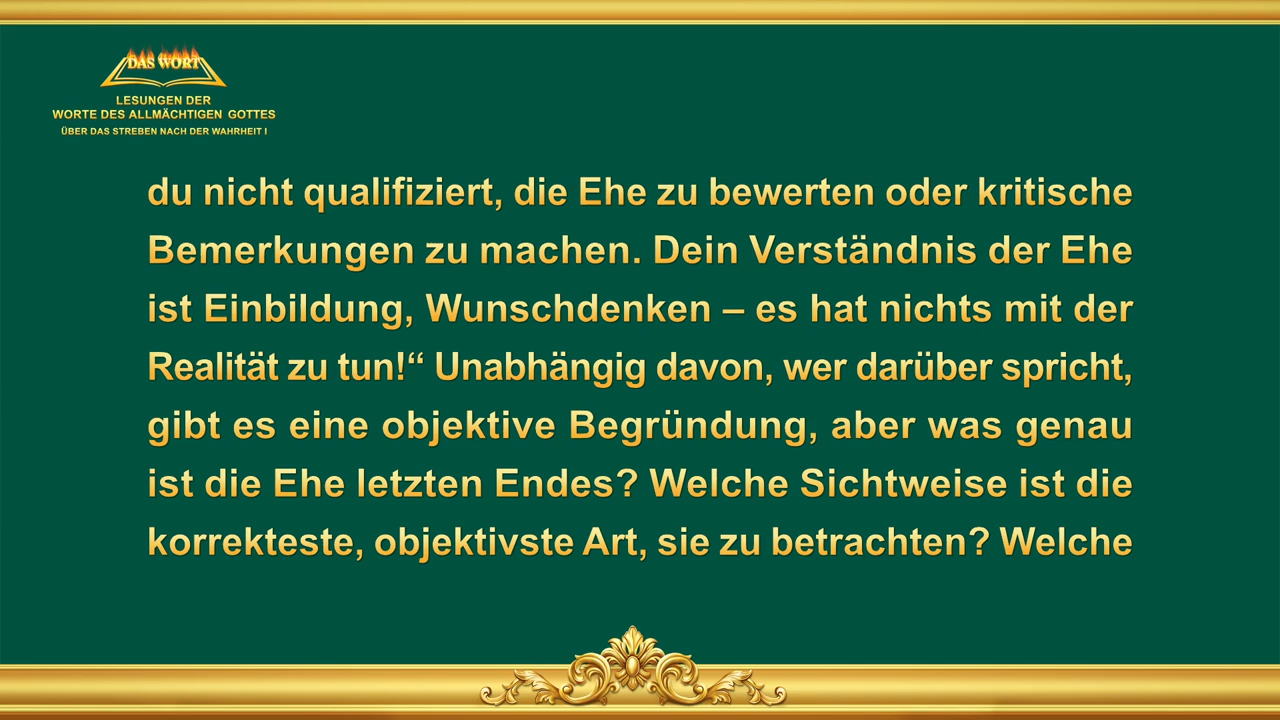 DAS WORT
LESUNGEN DER
WORTE DES ALLMÄCHTIGEN GOTTES
ÜBER DAS STREBEN NACH DER WAHRHEIT I
du nicht qualifiziert, die Ehe zu bewerten oder kritische
Bemerkungen zu machen. Dein Verständnis der Ehe
ist Einbildung, Wunschdenken – es hat nichts mit der
Realität zu tun!“ Unabhängig davon, wer darüber spricht,
gibt es eine objektive Begründung, aber was genau
ist die Ehe letzten Endes? Welche Sichtweise ist die
korrekteste, objektivste Art, sie zu betrachten? Welche